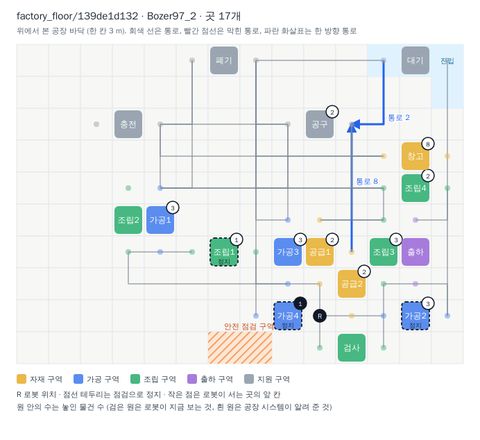 factory_floor/139de1d132 · Bozer97_2 · 곳 17개
위에서 본 공장 바닥 (한 칸 3 m). 회색 선은 통로, 빨간 점선은 막힌 통로, 파란 화살표는 한 방향 통로
폐기
대기
진입
충전
공구
2
통로 2
창고
8
통로 8
조립4
2
조립2
가공1
3
조립1
정지
1
가공3
3
공급1
2
조립3
3
출하
공급2
2
가공4
정지
1
R
가공2
정지
3
안전 점검 구역
검사
자재 구역
가공 구역
조립 구역
출하 구역
지원 구역
R 로봇 위치 · 점선 테두리는 점검으로 정지 · 작은 점은 로봇이 서는 곳의 앞 칸
원 안의 수는 놓인 물건 수 (검은 원은 로봇이 지금 보는 것, 흰 원은 공장 시스템이 알려 준 것)